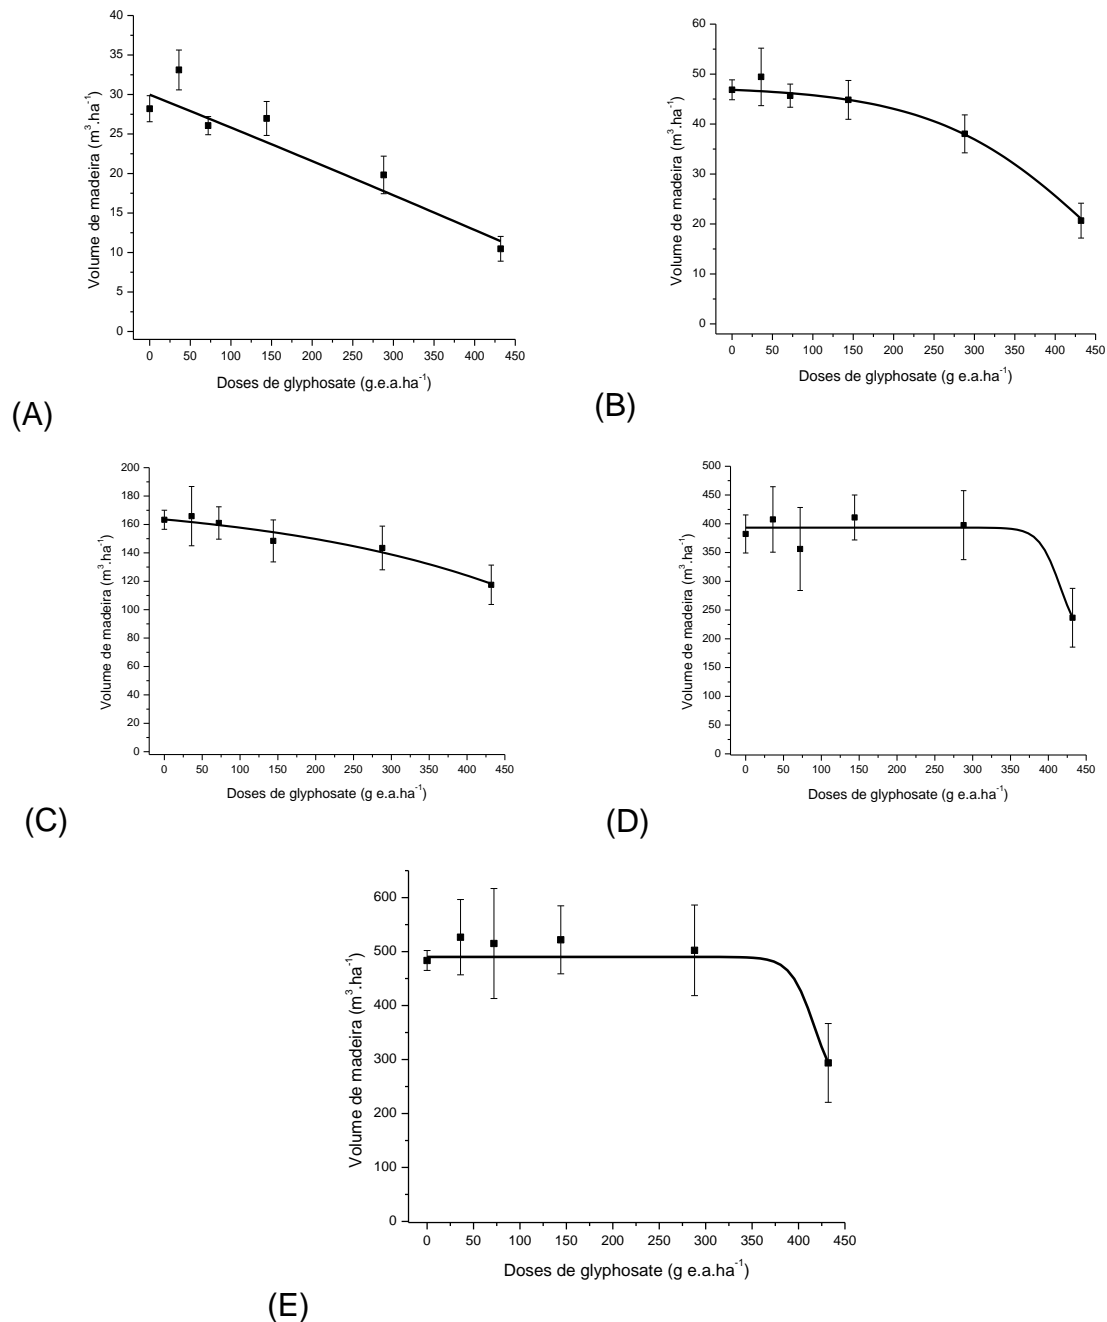 40
35
30
25
20
15
10
5
0
Volume de madeira (m³.ha⁻¹)
0 50 100 150 200 250 300 350 400 450
Doses de glyphosate (g.e.a.ha⁻¹)
(A)
60
50
40
30
20
10
0
Volume de madeira (m³.ha⁻¹)
0 50 100 150 200 250 300 350 400 450
Doses de glyphosate (g e.a.ha⁻¹)
(B)
200
180
160
140
120
100
80
60
40
20
0
Volume de madeira (m³.ha⁻¹)
0 50 100 150 200 250 300 350 400 450
Doses de glyphosate (g e.a.ha⁻¹)
(C)
500
450
400
350
300
250
200
150
100
50
0
Volume de madeira (m³.ha⁻¹)
0 50 100 150 200 250 300 350 400 450
Doses de glyphosate (g e.a.ha⁻¹)
(D)
600
500
400
300
200
100
0
Volume de madeira (m³.ha⁻¹)
0 50 100 150 200 250 300 350 400 450
Doses de glyphosate (g e.a.ha⁻¹)
(E)